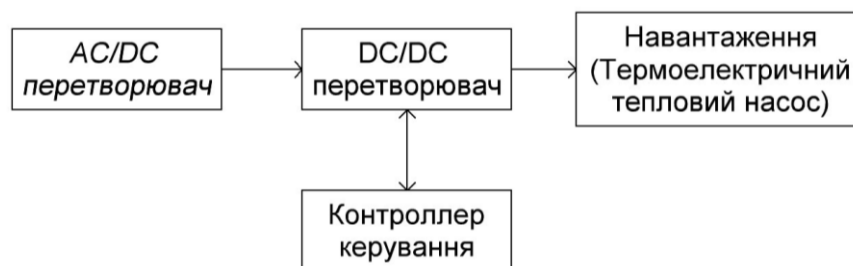 AC/DC
перетворювач
DC/DC
перетворювач
Навантаження
(Термоелектричний
тепловий насос)
Контроллер
керування